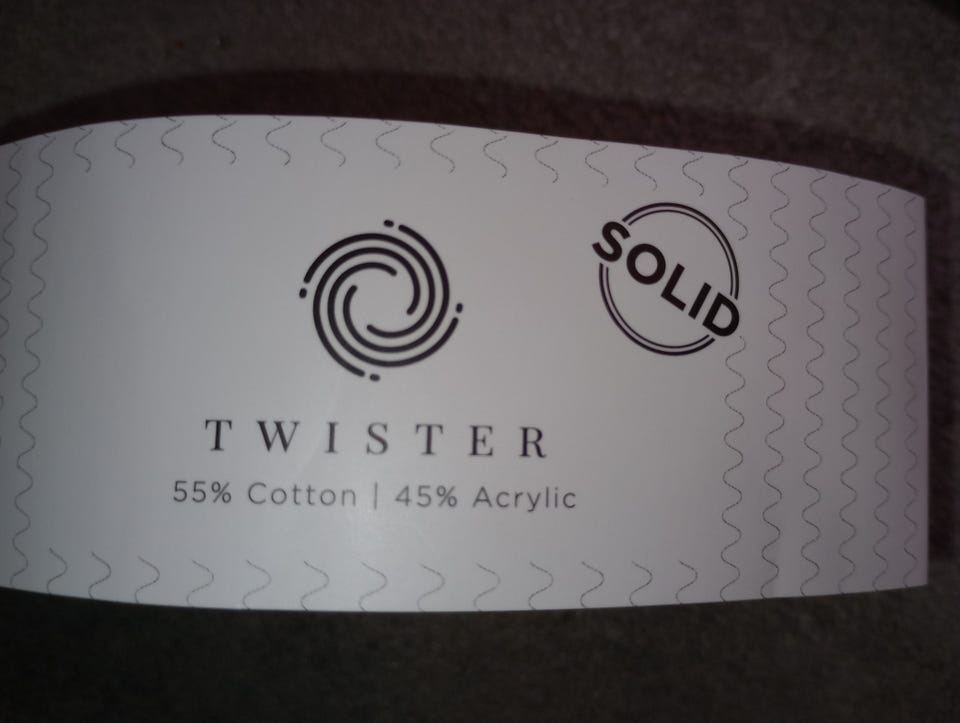 SOLID
TWISTER
55% Cotton | 45% Acrylic